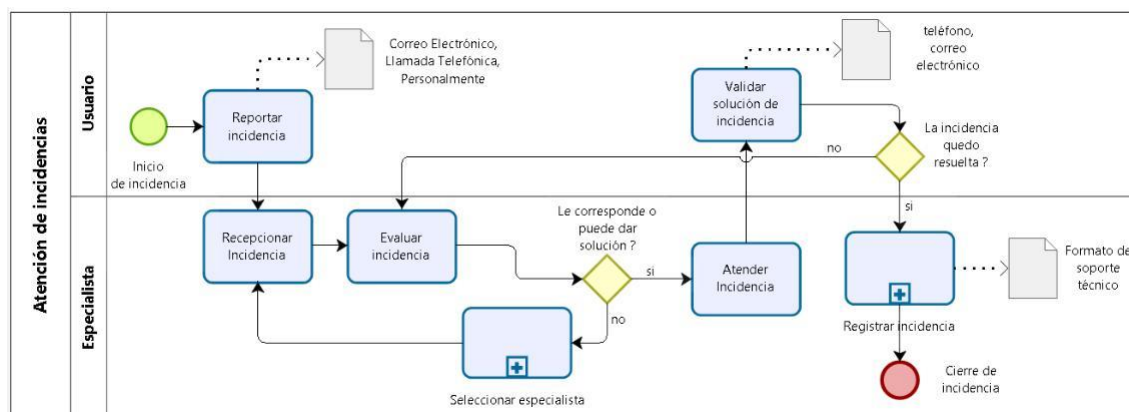 Atención de incidencias
Usuario
Especialista
Inicio
de incidencia
Reportar
incidencia
Correo Electrónico,
Llamada Telefónica,
Personalmente
Validar
solución de
incidencia
teléfono,
correo
electrónico
La incidencia
quedo
resuelta ?
no
si
Recepcionar
Incidencia
Evaluar
incidencia
Le corresponde o
puede dar
solución ?
si
no
Atender
Incidencia
Seleccionar especialista
Registrar incidencia
Formato de
soporte
técnico
Cierre de
incidencia